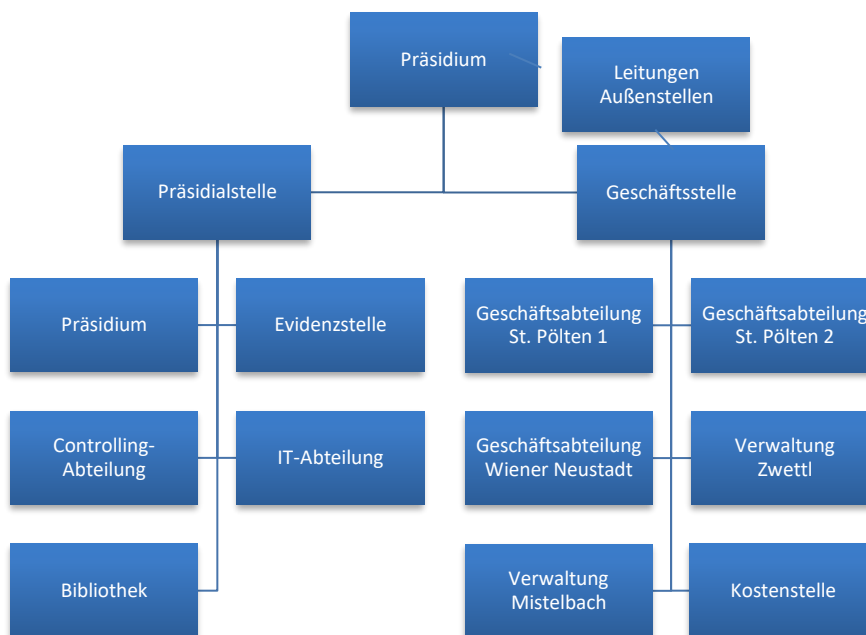 Präsidium
Leitungen
Außenstellen
Präsidialstelle
Geschäftsstelle
Präsidium
Evidenzstelle
Geschäftsabteilung
St. Pölten 1
Geschäftsabteilung
St. Pölten 2
Controlling-
Abteilung
IT-Abteilung
Geschäftsabteilung
Wiener Neustadt
Verwaltung
Zwettl
Bibliothek
Verwaltung
Mistelbach
Kostenstelle